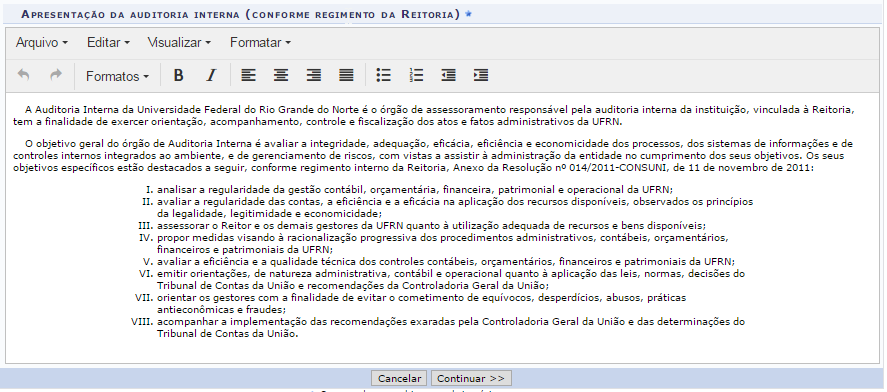 Apresentação da auditoria interna (conforme regimento da Reitoria)
Arquivo Editar Visualizar Formatar
Formatos B I
A Auditoria Interna da Universidade Federal do Rio Grande do Norte é o órgão de assessoramento responsável pela auditoria interna da instituição, vinculada à Reitoria,
tem a finalidade de exercer orientação, acompanhamento, controle e fiscalização dos atos e fatos administrativos da UFRN.
O objetivo geral do órgão de Auditoria Interna é avaliar a integridade, adequação, eficácia, eficiência e economicidade dos processos, dos sistemas de informações e de
controles internos integrados ao ambiente, e de gerenciamento de riscos, com vistas a assistir à administração da entidade no cumprimento dos seus objetivos. Os seus
objetivos específicos estão destacados a seguir, conforme regimento interno da Reitoria, Anexo da Resolução nº 014/2011-CONSUNI, de 11 de novembro de 2011:
I. analisar a regularidade da gestão contábil, orçamentária, financeira, patrimonial e operacional da UFRN;
II. avaliar a regularidade das contas, a eficiência e a eficácia na aplicação dos recursos disponíveis, observados os princípios
da legalidade, legitimidade e economicidade;
III. assessorar o Reitor e os demais gestores da UFRN quanto à utilização adequada de recursos e bens disponíveis;
IV. propor medidas visando à racionalização progressiva dos procedimentos administrativos, contábeis, orçamentários,
financeiros e patrimoniais da UFRN;
V. avaliar a eficiência e a qualidade técnica dos controles contábeis, orçamentários, financeiros e patrimoniais da UFRN;
VI. emitir orientações, de natureza administrativa, contábil e operacional quanto à aplicação das leis, normas, decisões do
Tribunal de Contas da União e recomendações da Controladoria Geral da União;
VII. orientar os gestores com a finalidade de evitar o cometimento de equívocos, desperdícios, abusos, práticas
antieconômicas e fraudes;
VIII. acompanhar a implementação das recomendações exaradas pela Controladoria Geral da União e das determinações do
Tribunal de Contas da União.
Cancelar Continuar >>